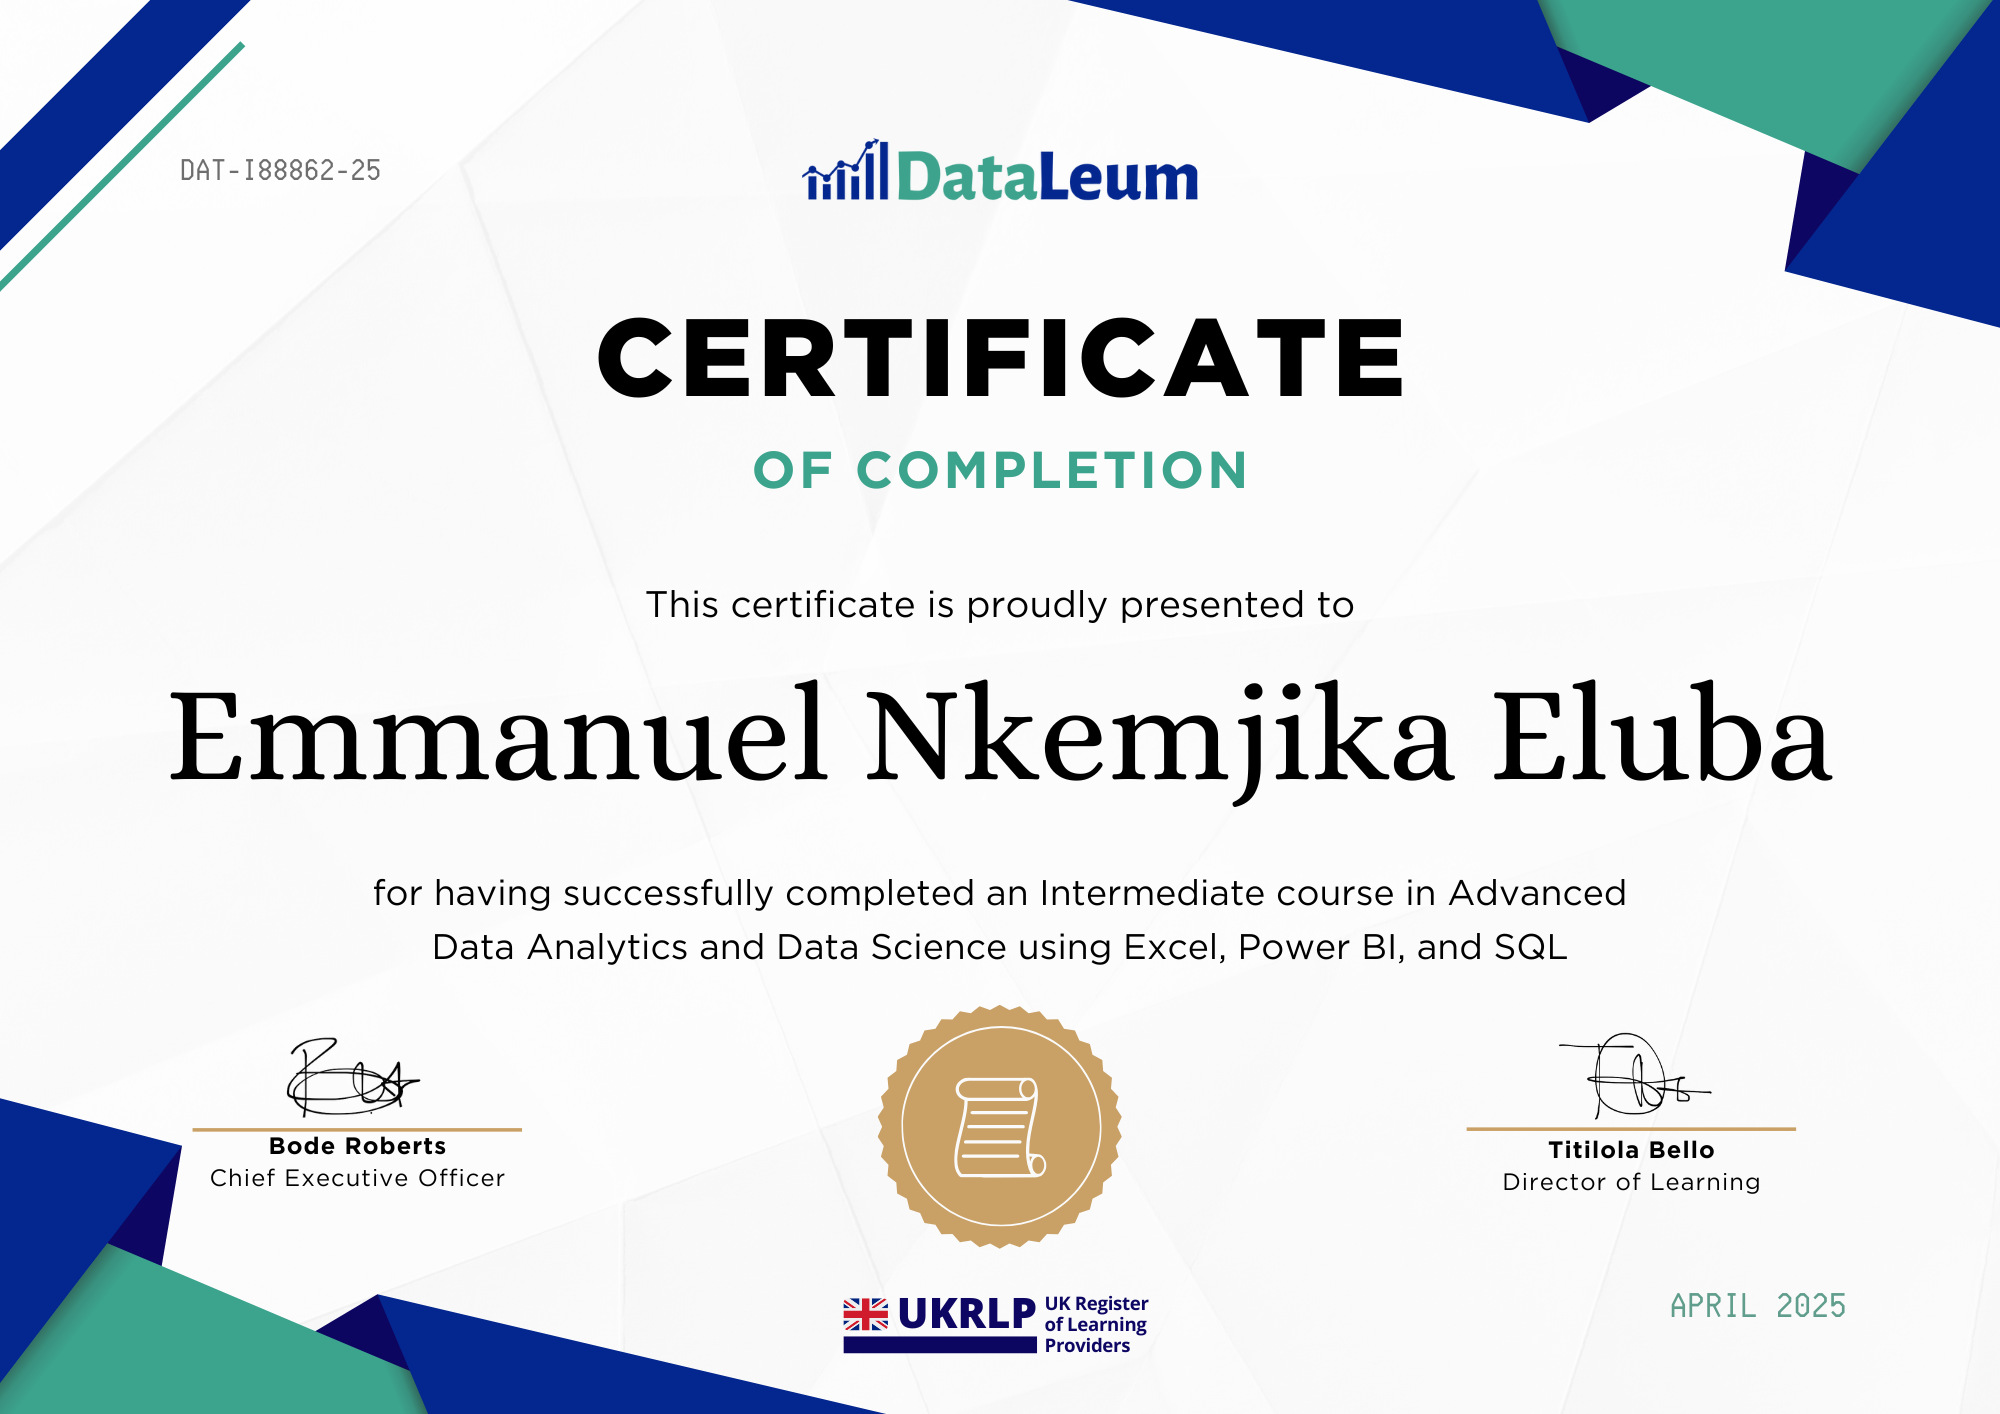 DAT-I88862-25
DataLeum
CERTIFICATE
OF COMPLETION
This certificate is proudly presented to
Emmanuel Nkemjika Eluba
for having successfully completed an Intermediate course in Advanced
Data Analytics and Data Science using Excel, Power BI, and SQL
Bode Roberts
Chief Executive Officer
Titilola Bello
Director of Learning
UKRLP
UK Register
of Learning
Providers
APRIL 2025